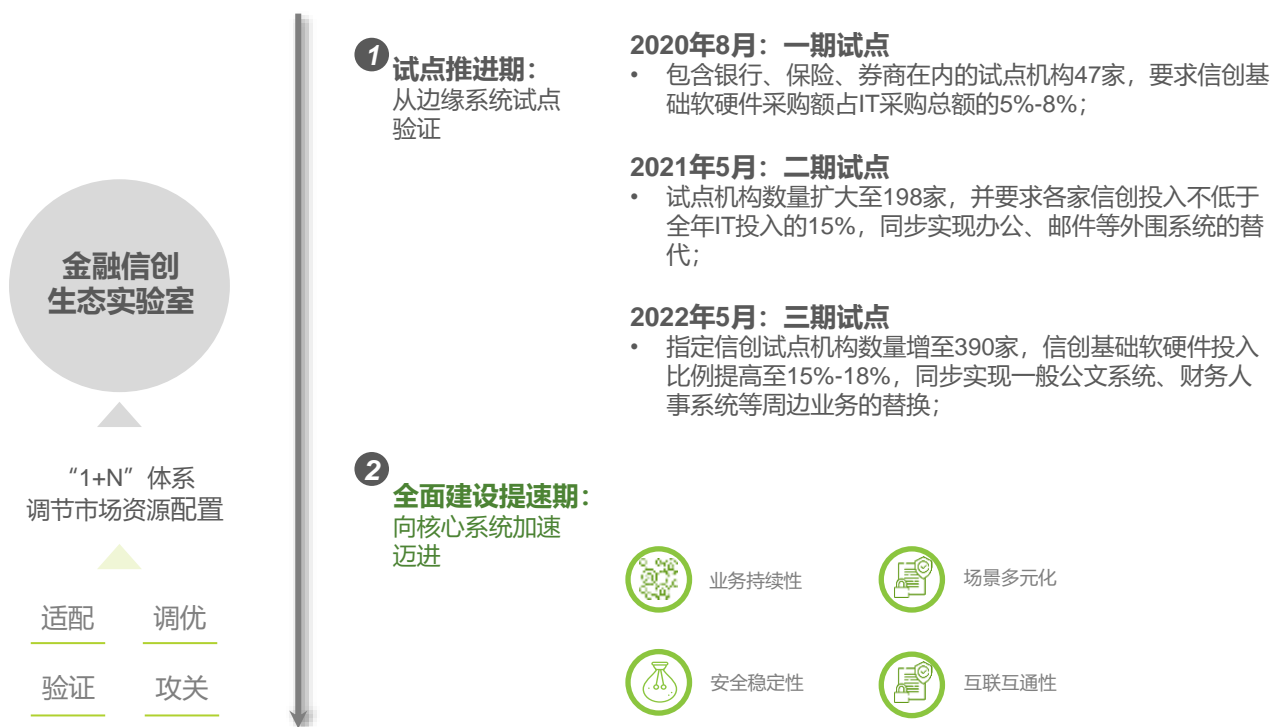 金融信创
生态实验室
“1+N”体系
调节市场资源配置
适配
调优
验证
攻关
1
试点推进期：
从边缘系统试点
验证
2020年8月：一期试点
• 包含银行、保险、券商在内的试点机构47家，要求信创基
础软硬件采购额占IT采购总额的5%-8%；
2021年5月：二期试点
• 试点机构数量扩大至198家，并要求各家信创投入不低于
全年IT投入的15%，同步实现办公、邮件等外围系统的替
代；
2022年5月：三期试点
• 指定信创试点机构数量增至390家，信创基础软硬件投入
比例提高至15%-18%，同步实现一般公文系统、财务人
事系统等周边业务的替换；
2
全面建设提速期：
向核心系统加速
迈进
业务持续性
场景多元化
安全稳定性
互联互通性